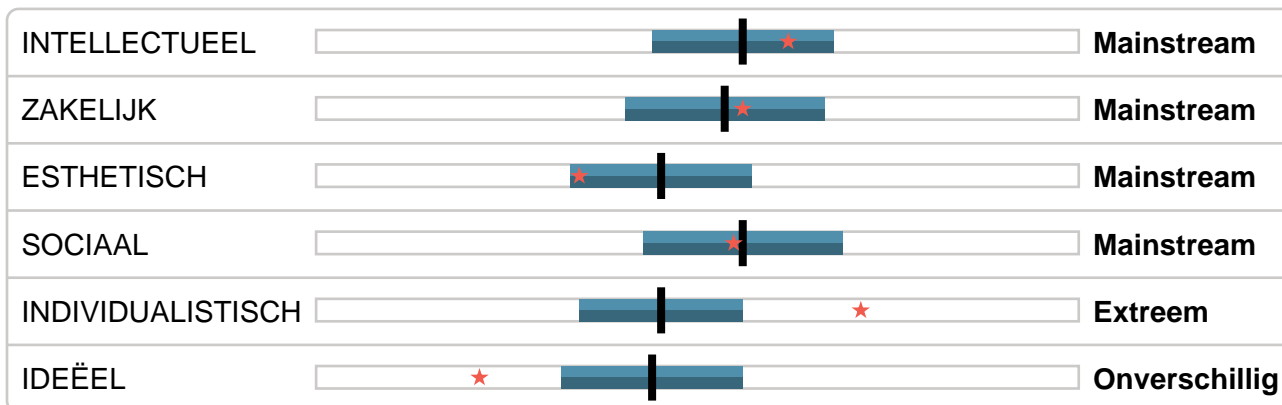 INTELLECTUEEL Mainstream
ZAKELIJK Mainstream
ESTHETISCH Mainstream
SOCIAAL Mainstream
INDIVIDUALISTISCH Extreem
IDEËEL Onverschillig